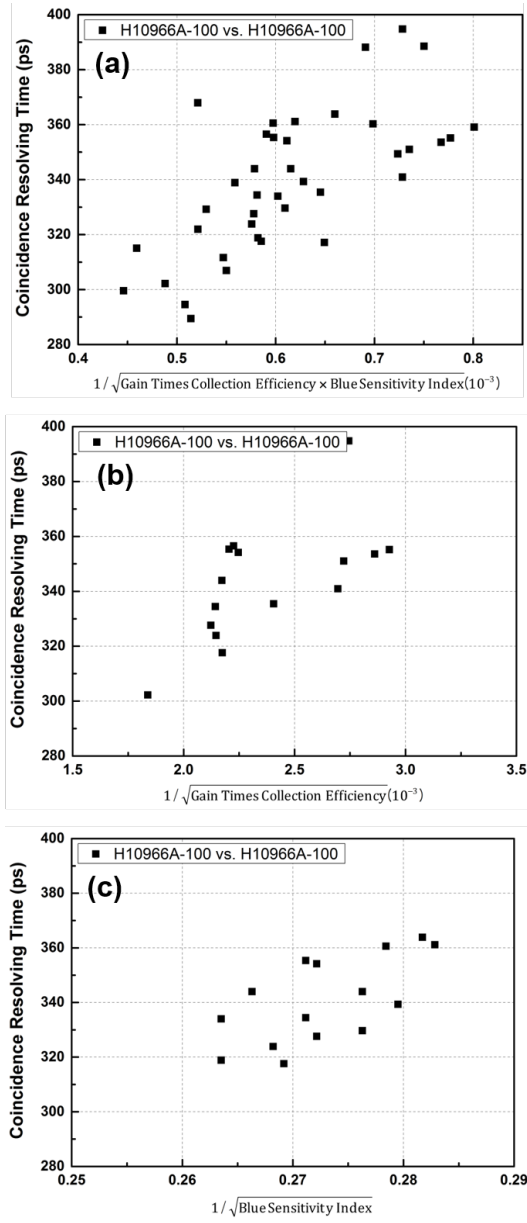 400
H10966A-100 vs. H10966A-100
(a)
380
360
340
320
300
280
Coincidence Resolving Time (ps)
0.4 0.5 0.6 0.7 0.8
1/√Gain Times Collection Efficiency × Blue Sensitivity Index(10⁻³)
400
H10966A-100 vs. H10966A-100
(b)
380
360
340
320
300
280
Coincidence Resolving Time (ps)
1.5 2.0 2.5 3.0 3.5
1/√Gain Times Collection Efficiency(10⁻³)
400
H10966A-100 vs. H10966A-100
(c)
380
360
340
320
300
280
Coincidence Resolving Time (ps)
0.25 0.26 0.27 0.28 0.29
1/√Blue Sensitivity Index